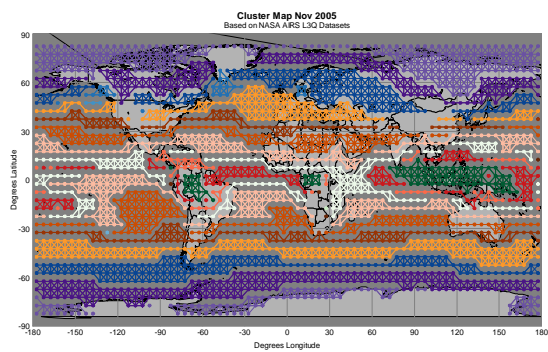 Cluster Map Nov 2005
Based on NASA AIRS L3Q Datasets
Degrees Latitude
90
60
30
0
-30
-60
-90
-180 -150 -120 -90 -60 -30 0 30 60 90 120 150 180
Degrees Longitude